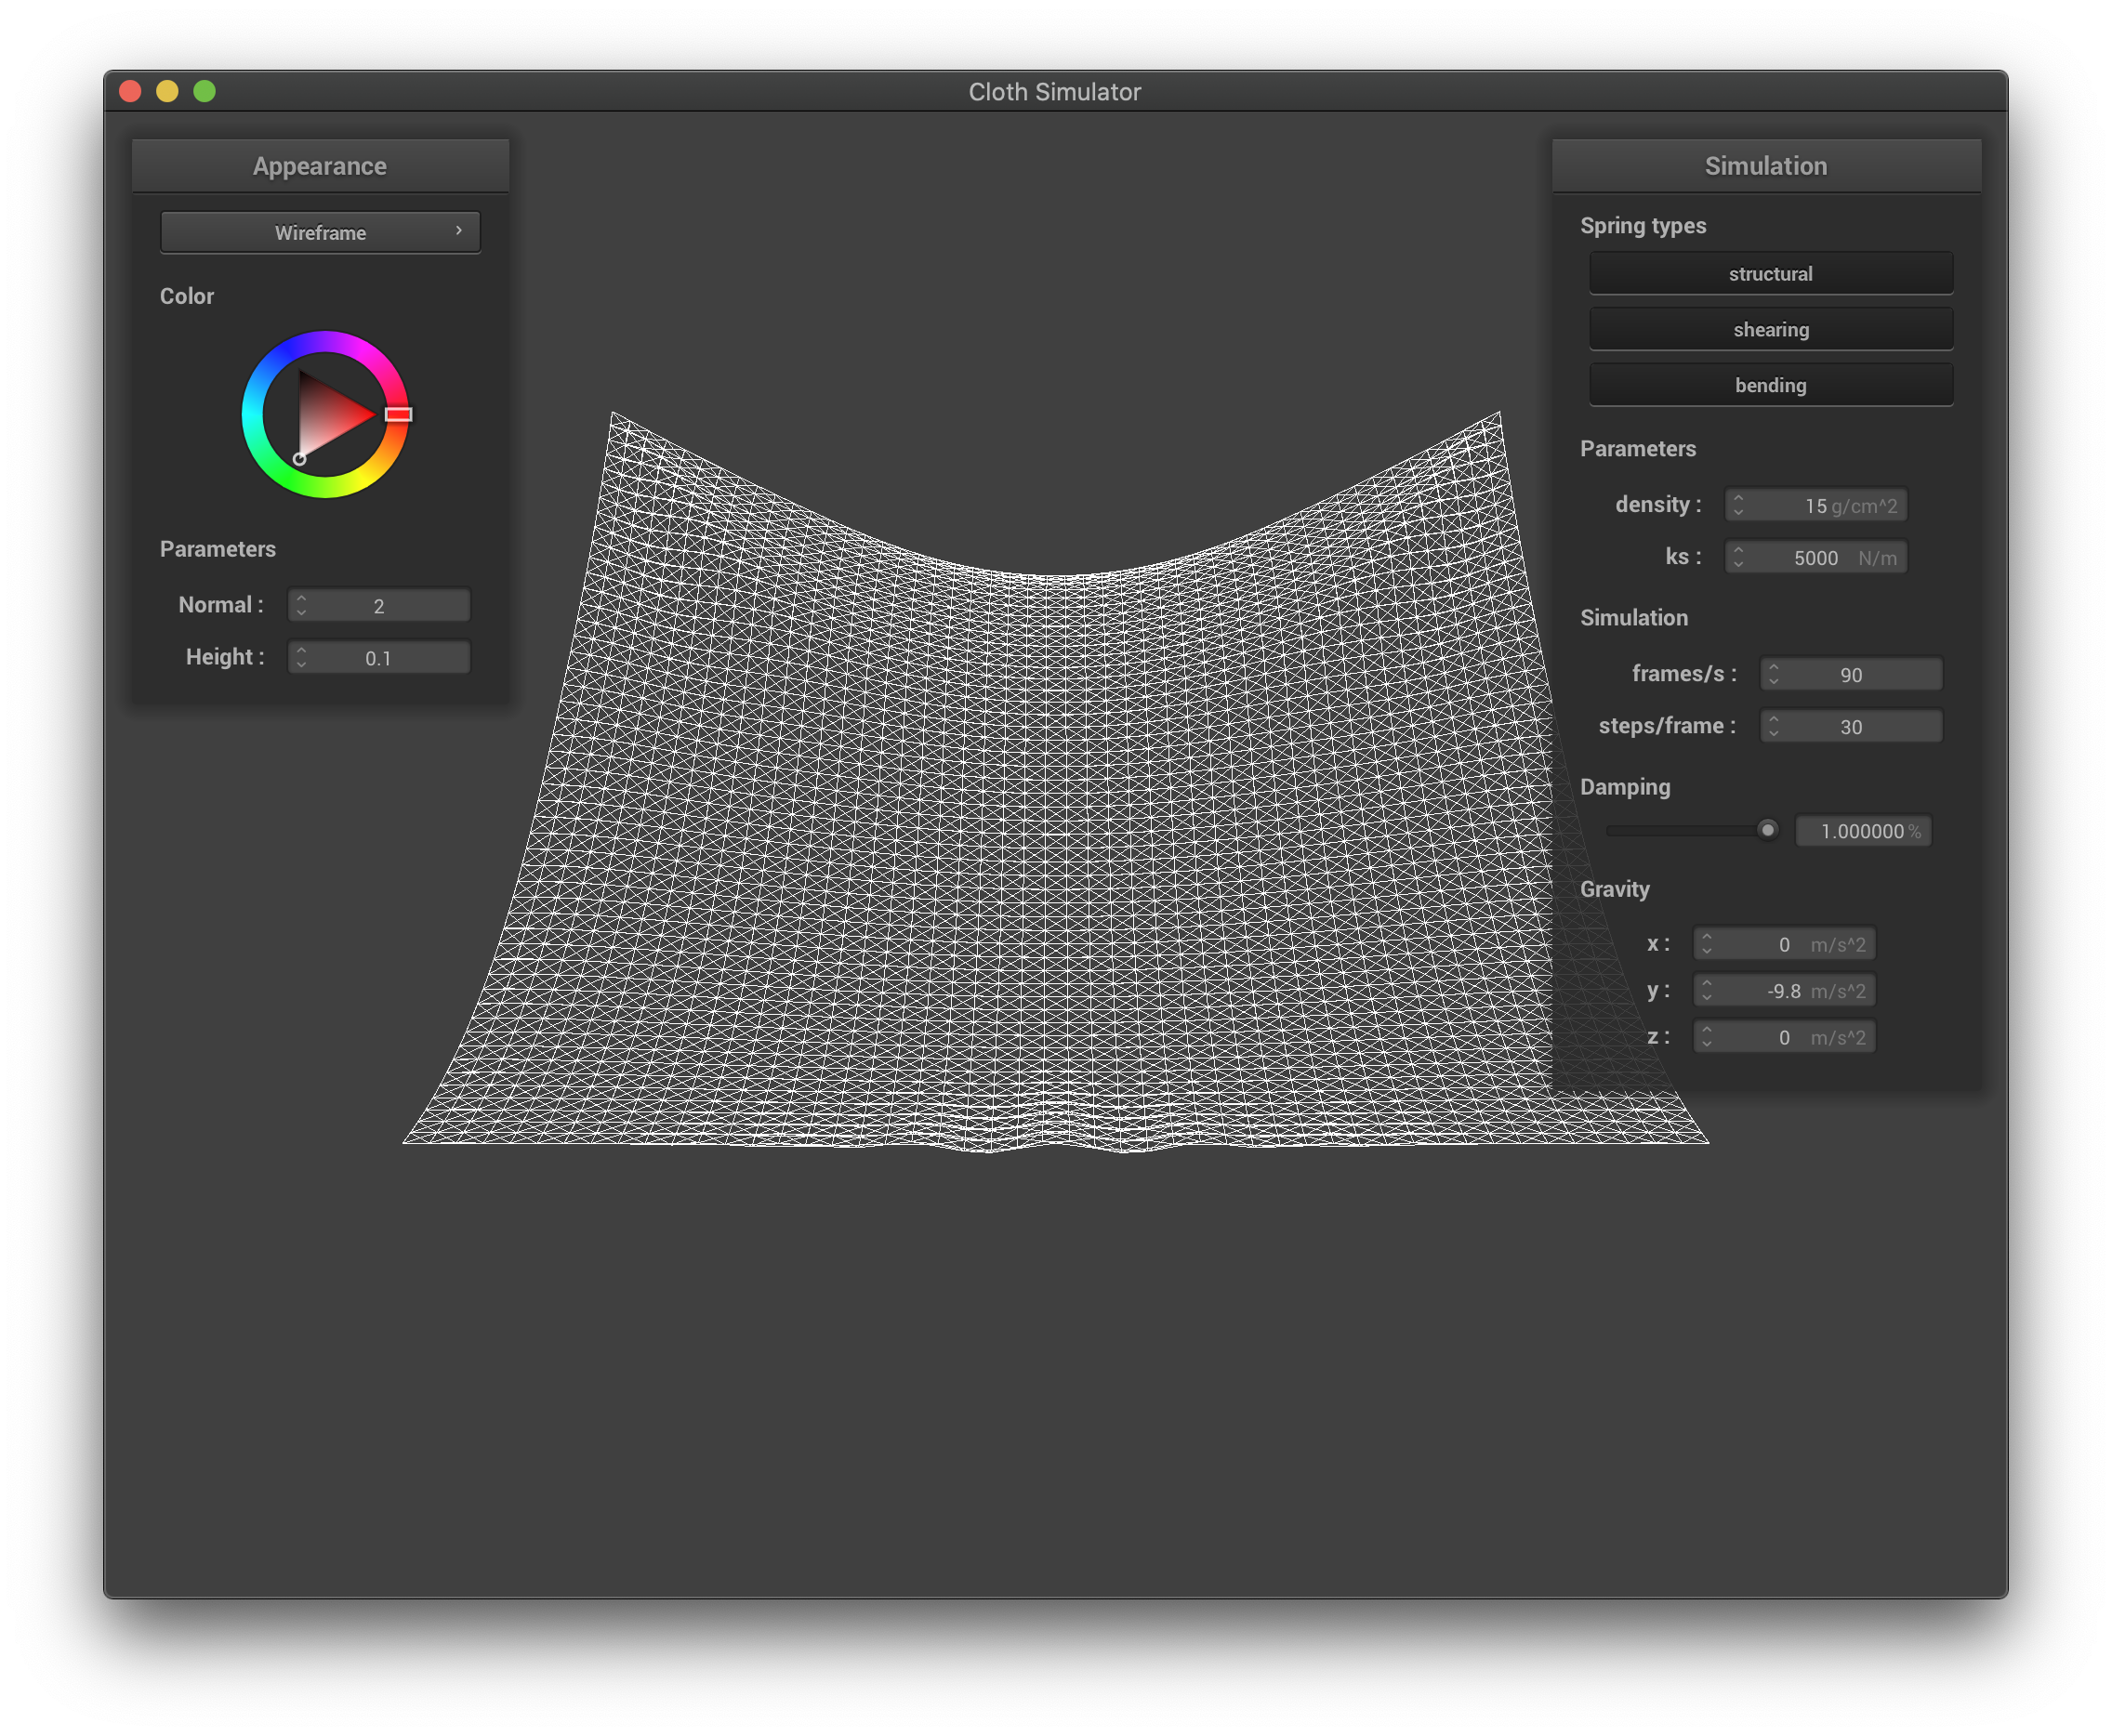 Cloth Simulator
Appearance
Wireframe
Color
Parameters
Normal : 2
Height : 0.1
Simulation
Spring types
structural
shearing
bending
Parameters
density : 15 g/cm^2
ks : 5000 N/m
Simulation
frames/s : 90
steps/frame : 30
Damping
1.000000 %
Gravity
x : 0 m/s^2
y : -9.8 m/s^2
z : 0 m/s^2